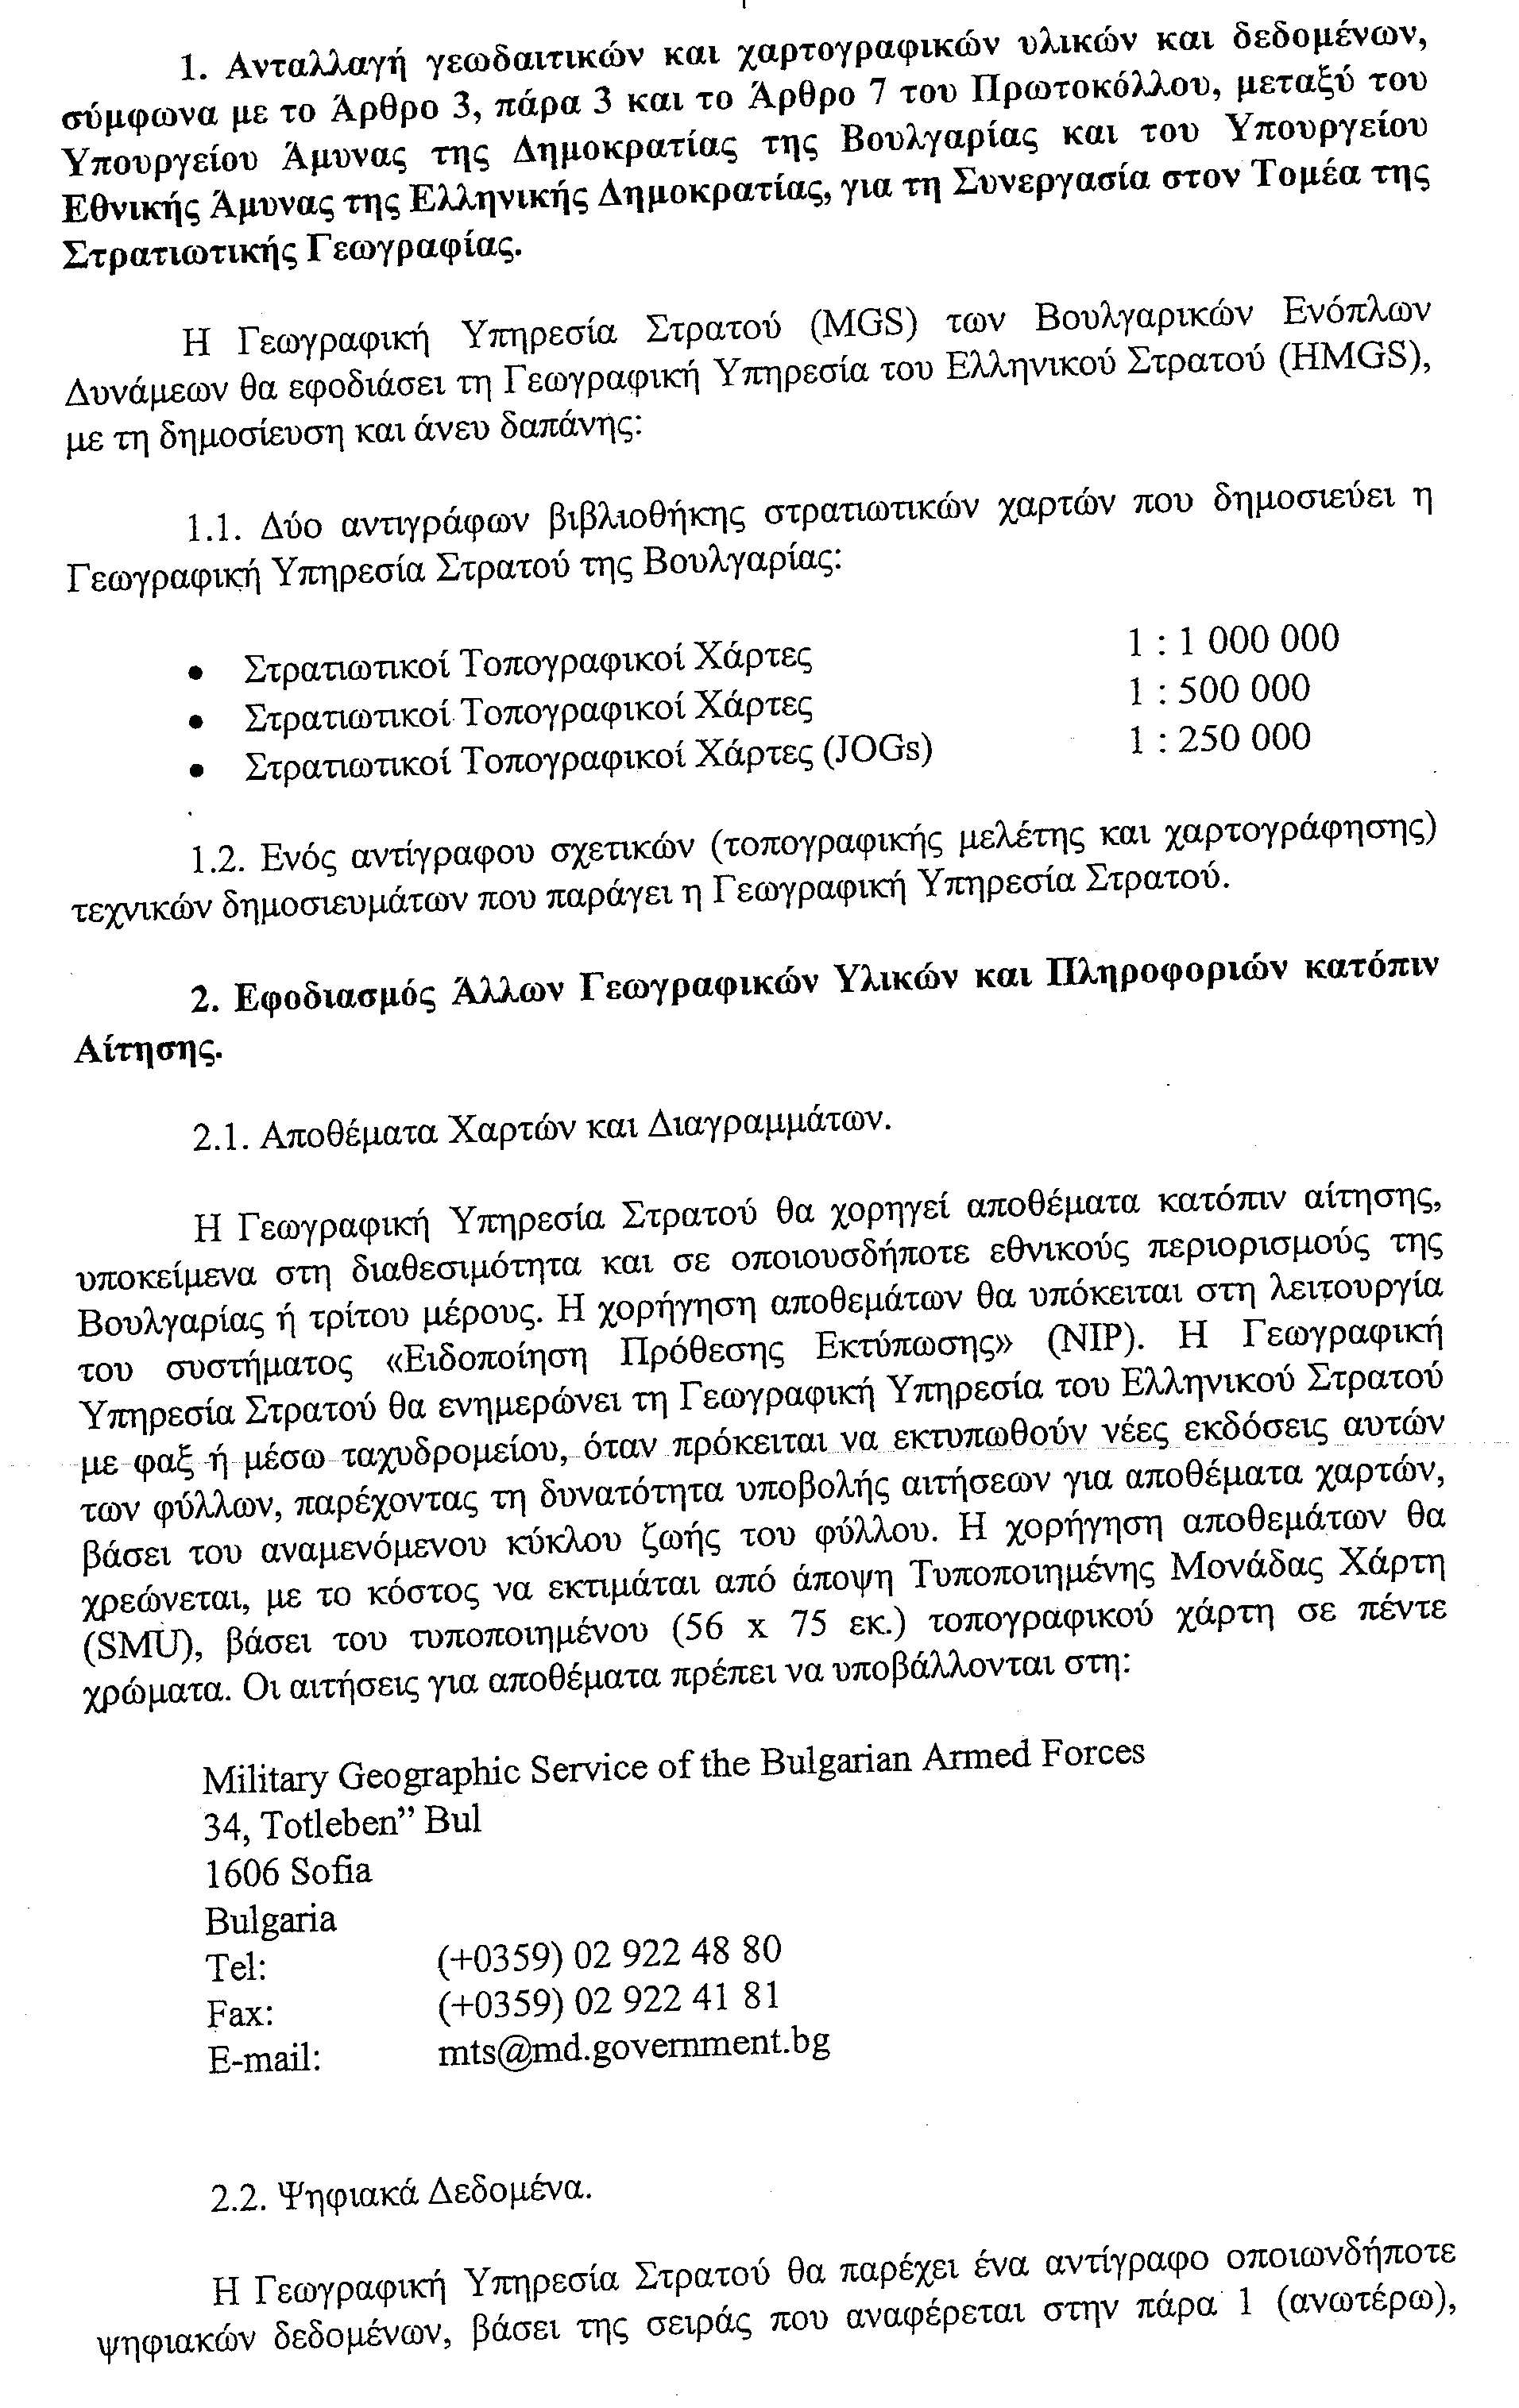 1. Ανταλλαγή γεωδαιτικών και χαρτογραφικών υλικών και δεδομένων,
σύμφωνα με το Άρθρο 3, πάρα 3 και το Άρθρο 7 του Πρωτοκόλλου, μεταξύ του
Υπουργείου Άμυνας της Δημοκρατίας της Βουλγαρίας και του Υπουργείου
Εθνικής Άμυνας της Ελληνικής Δημοκρατίας, για τη Συνεργασία στον Τομέα της
Στρατιωτικής Γεωγραφίας.
Η Γεωγραφική Υπηρεσία Στρατού (MGS) των Βουλγαρικών Ενόπλων
Δυνάμεων θα εφοδιάσει τη Γεωγραφική Υπηρεσία του Ελληνικού Στρατού (HMGS),
με τη δημοσίευση και άνευ δαπάνης:
1.1. Δύο αντιγράφων βιβλιοθήκης στρατιωτικών χαρτών που δημοσιεύει η
Γεωγραφική Υπηρεσία Στρατού της Βουλγαρίας:
• Στρατιωτικοί Τοπογραφικοί Χάρτες 1 : 1 000 000
• Στρατιωτικοί Τοπογραφικοί Χάρτες 1 : 500 000
• Στρατιωτικοί Τοπογραφικοί Χάρτες (JOGs) 1 : 250 000
1.2. Ενός αντίγραφου σχετικών (τοπογραφικής μελέτης και χαρτογράφησης)
τεχνικών δημοσιευμάτων που παράγει η Γεωγραφική Υπηρεσία Στρατού.
2. Εφοδιασμός Άλλων Γεωγραφικών Υλικών και Πληροφοριών κατόπιν
Αίτησης.
2.1. Αποθέματα Χαρτών και Διαγραμμάτων.
Η Γεωγραφική Υπηρεσία Στρατού θα χορηγεί αποθέματα κατόπιν αίτησης,
υποκείμενα στη διαθεσιμότητα και σε οποιουσδήποτε εθνικούς περιορισμούς της
Βουλγαρίας ή τρίτου μέρους. Η χορήγηση αποθεμάτων θα υπόκειται στη λειτουργία
του συστήματος «Ειδοποίηση Πρόθεσης Εκτύπωσης» (NIP). Η Γεωγραφική
Υπηρεσία Στρατού θα ενημερώνει τη Γεωγραφική Υπηρεσία του Ελληνικού Στρατού
με φαξ ή μέσω ταχυδρομείου, όταν πρόκειται να εκτυπωθούν νέες εκδόσεις αυτών
των φύλλων, παρέχοντας τη δυνατότητα υποβολής αιτήσεων για αποθέματα χαρτών,
βάσει του αναμενόμενου κύκλου ζωής του φύλλου. Η χορήγηση αποθεμάτων θα
χρεώνεται, με το κόστος να εκτιμάται από άποψη Τυποποιημένης Μονάδας Χάρτη
(SMU), βάσει του τυποποιημένου (56 x 75 εκ.) τοπογραφικού χάρτη σε πέντε
χρώματα. Οι αιτήσεις για αποθέματα πρέπει να υποβάλλονται στη:
Military Geographic Service of the Bulgarian Armed Forces
34, Totleben” Bul
1606 Sofia
Bulgaria
Tel: (+0359) 02 922 48 80
Fax: (+0359) 02 922 41 81
E-mail: mts@md.government.bg
2.2. Ψηφιακά Δεδομένα.
Η Γεωγραφική Υπηρεσία Στρατού θα παρέχει ένα αντίγραφο οποιωνδήποτε
ψηφιακών δεδομένων, βάσει της σειράς που αναφέρεται στην πάρα 1 (ανωτέρω),